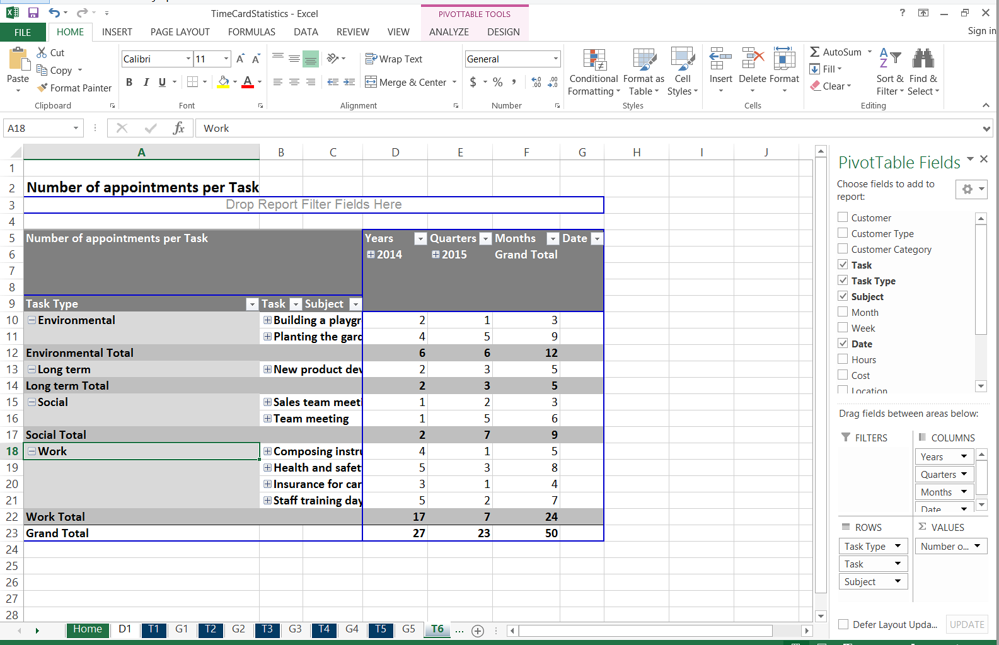 TimeCardStatistics - Excel
PIVOTTABLE TOOLS
?
FILE HOME INSERT PAGE LAYOUT FORMULAS DATA REVIEW VIEW ANALYZE DESIGN Sign in
Paste
Cut
Copy
Format Painter
Clipboard
Calibri 11
B I U
Font
Wrap Text
Merge & Center
Alignment
General
$ % ,
Number
Conditional Formatting
Format as Table
Cell Styles
Styles
Insert Delete Format
Cells
AutoSum
Fill
Clear
Sort & Filter
Find & Select
Editing
A18 fx Work
A B C D E F G H I J
1
2 Number of appointments per Task
3 Drop Report Filter Fields Here
4
5 Number of appointments per Task Years Quarters Months Date
6 2014 2015 Grand Total
7
8
9 Task Type Task Subject
10 Environmental Building a playgr 2 1 3
11 Planting the gard 4 5 9
12 Environmental Total 6 6 12
13 Long term New product dev 2 3 5
14 Long term Total 2 3 5
15 Social Sales team meeti 1 2 3
16 Team meeting 1 5 6
17 Social Total 2 7 9
18 Work Composing instru 4 1 5
19 Health and safet 5 3 8
20 Insurance for car 3 1 4
21 Staff training day 5 2 7
22 Work Total 17 7 24
23 Grand Total 27 23 50
24
25
26
27
28
PivotTable Fields
Choose fields to add to
report:
Customer
Customer Type
Customer Category
Task
Task Type
Subject
Month
Week
Date
Hours
Cost
Location
Drag fields between areas below:
FILTERS
COLUMNS
Years
Quarters
Months
Date
ROWS
Task Type
Task
Subject
VALUES
Number o...
Defer Layout Upda... UPDATE
Home D1 T1 G1 T2 G2 T3 G3 T4 G4 T5 G5 T6 ...